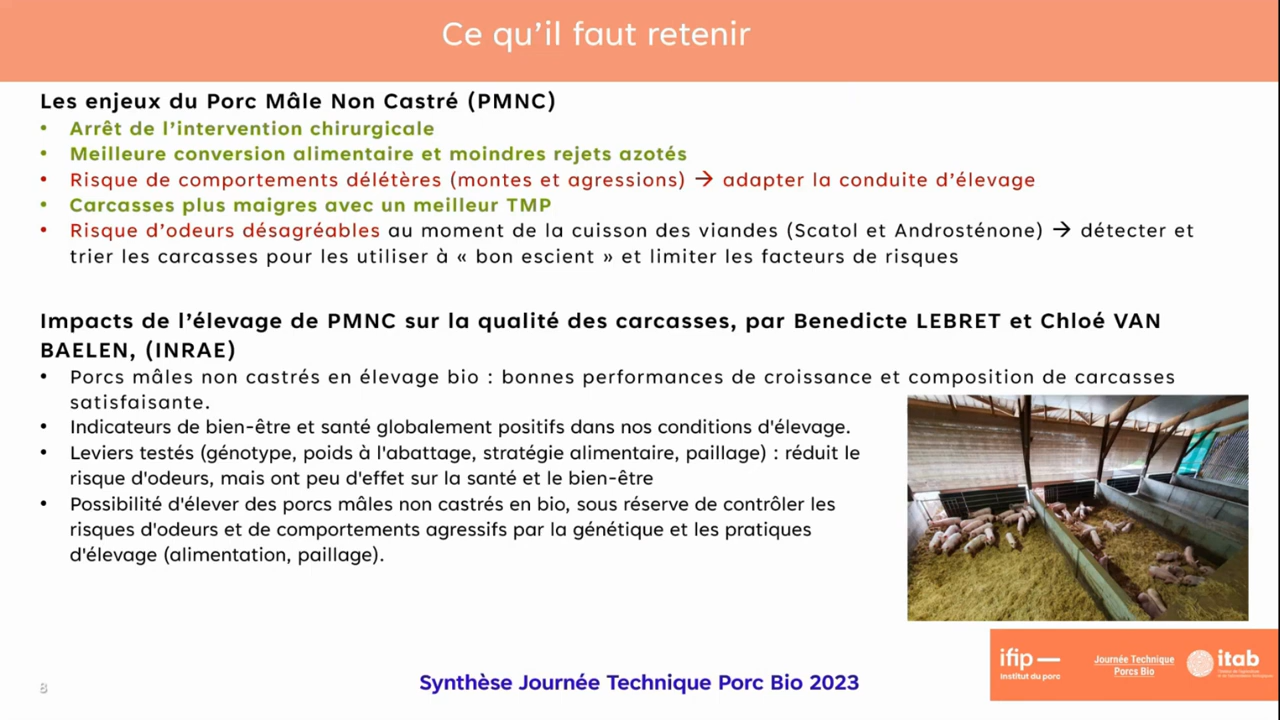 Ce qu'il faut retenir
Les enjeux du Porc Mâle Non Castré (PMNC)
• Arrêt de l'intervention chirurgicale
• Meilleure conversion alimentaire et moindres rejets azotés
• Risque de comportements délétères (montes et agressions) → adapter la conduite d'élevage
• Carcasses plus maigres avec un meilleur TMP
• Risque d'odeurs désagréables au moment de la cuisson des viandes (Scatol et Androsténone) → détecter et
trier les carcasses pour les utiliser à « bon escient » et limiter les facteurs de risques
Impacts de l'élevage de PMNC sur la qualité des carcasses, par Benedicte LEBRET et Chloé VAN
BAELEN, (INRAE)
• Porcs mâles non castrés en élevage bio : bonnes performances de croissance et composition de carcasses
satisfaisante.
• Indicateurs de bien-être et santé globalement positifs dans nos conditions d'élevage.
• Leviers testés (génotype, poids à l'abattage, stratégie alimentaire, paillage) : réduit le
risque d'odeurs, mais ont peu d'effet sur la santé et le bien-être
• Possibilité d'élever des porcs mâles non castrés en bio, sous réserve de contrôler les
risques d'odeurs et de comportements agressifs par la génétique et les pratiques
d'élevage (alimentation, paillage).
8
Synthèse Journée Technique Porc Bio 2023
ifip
institut du porc
Journée Technique
Porcs Bio
itab